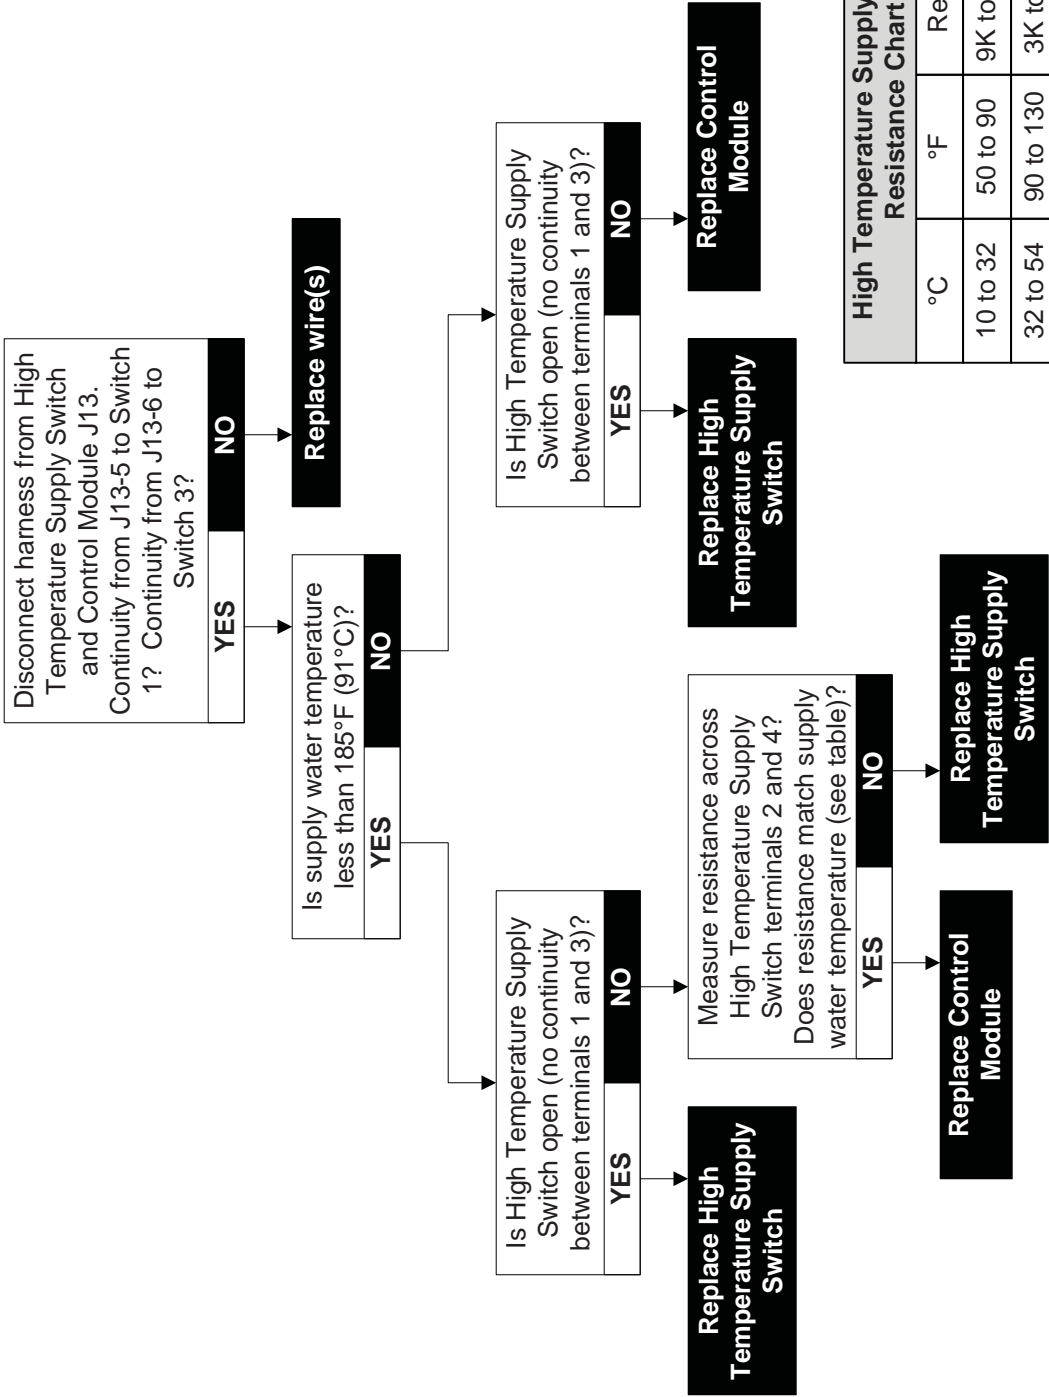 Disconnect harness from High
Temperature Supply Switch
and Control Module J13.
Continuity from J13-5 to Switch
1? Continuity from J13-6 to
Switch 3?
YES
NO
Replace wire(s)
Is supply water temperature
less than 185°F (91°C)?
YES
NO
Is High Temperature Supply
Switch open (no continuity
between terminals 1 and 3)?
YES
NO
Replace High
Temperature Supply
Switch
Measure resistance across
High Temperature Supply
Switch terminals 2 and 4?
Does resistance match supply
water temperature (see table)?
YES
NO
Replace Control
Module
Replace High
Temperature Supply
Switch
Is High Temperature Supply
Switch open (no continuity
between terminals 1 and 3)?
YES
NO
Replace High
Temperature Supply
Switch
Replace Control
Module
High Temperature Supply
Resistance Chart
°C °F
10 to 32 50 to 90 9K to
32 to 54 90 to 130 3K to